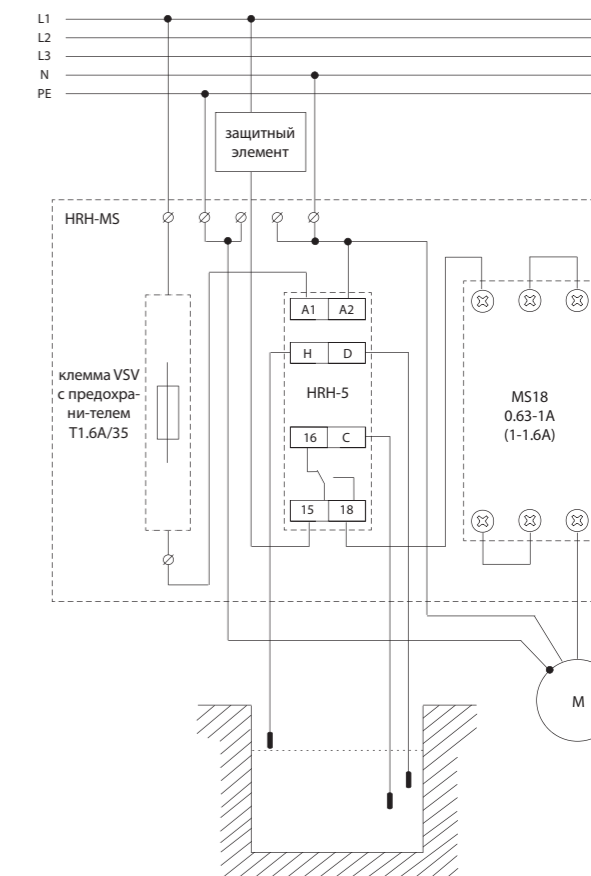 L1
L2
L3
N
PE
защитный
элемент
HRH-MS
A1 A2
H D
клемма VSV
с предохра-
ни-телем
T1.6A/35
HRH-5
MS18
0.63-1A
(1-1.6A)
16 C
15 18
M